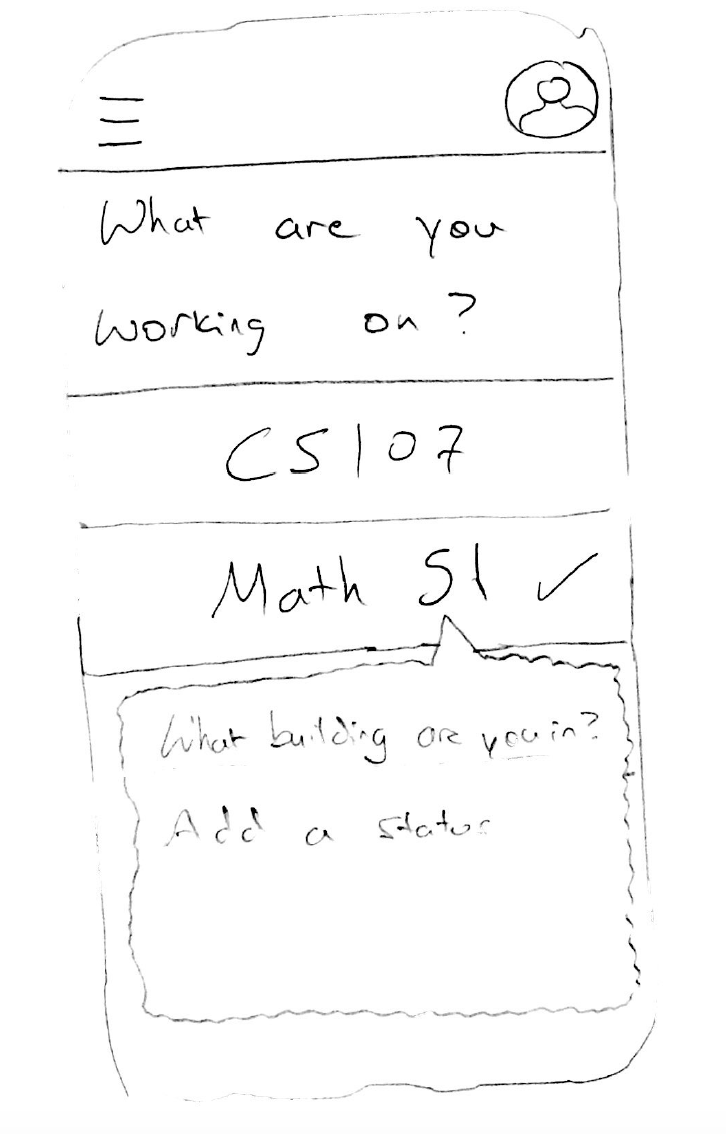 What are you
working on?
CS107
Math 51
What building are you in?
Add a status